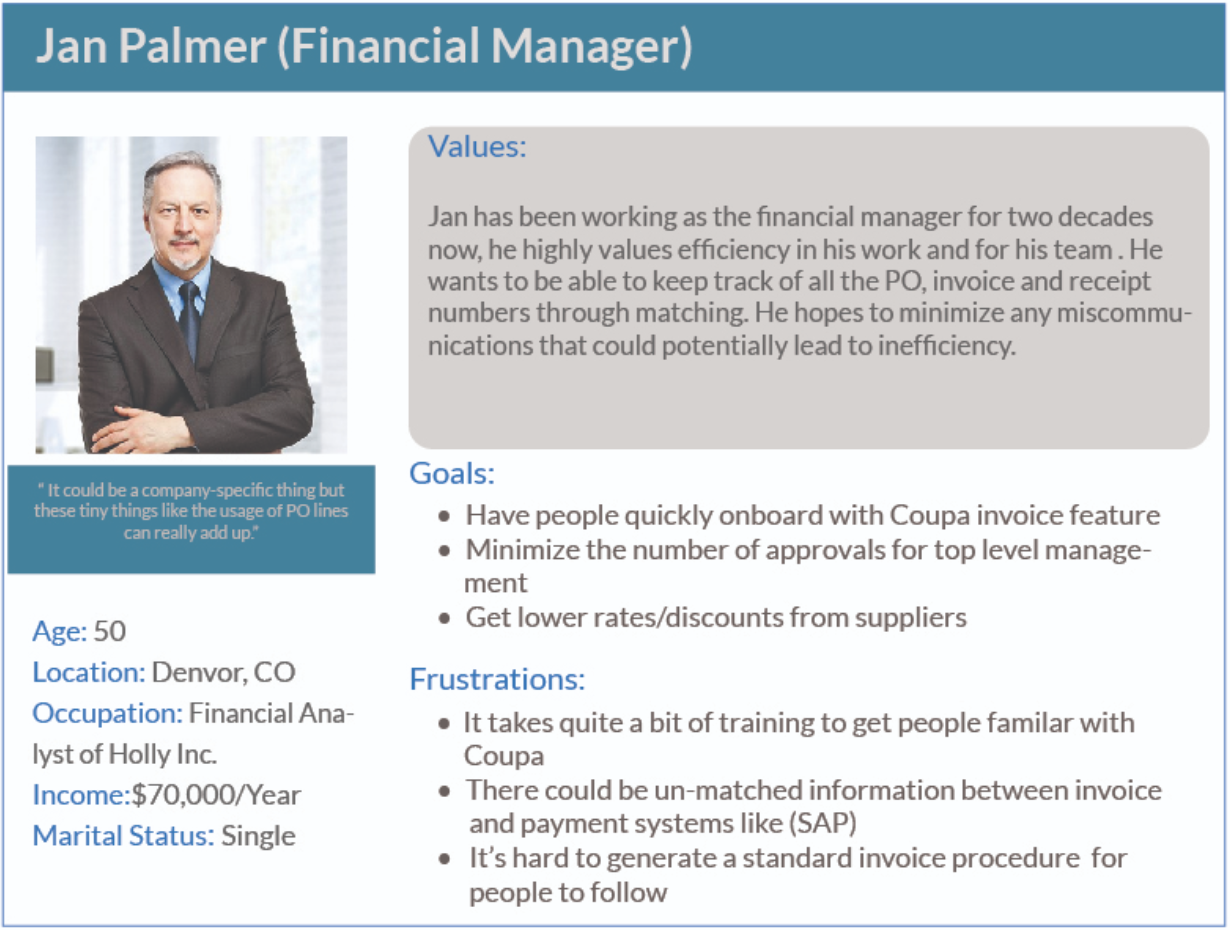 Jan Palmer (Financial Manager)
Values:
Jan has been working as the financial manager for two decades
now, he highly values efficiency in his work and for his team . He
wants to be able to keep track of all the PO, invoice and receipt
numbers through matching. He hopes to minimize any miscommu-
nications that could potentially lead to inefficiency.
" It could be a company-specific thing but
these tiny things like the usage of PO lines
can really add up."
Age: 50
Location: Denvor, CO
Occupation: Financial Ana-
lyst of Holly Inc.
Income:$70,000/Year
Marital Status: Single
Goals:
• Have people quickly onboard with Coupa invoice feature
• Minimize the number of approvals for top level manage-
ment
• Get lower rates/discounts from suppliers
Frustrations:
• It takes quite a bit of training to get people familar with
Coupa
• There could be un-matched information between invoice
and payment systems like (SAP)
• It's hard to generate a standard invoice procedure for
people to follow